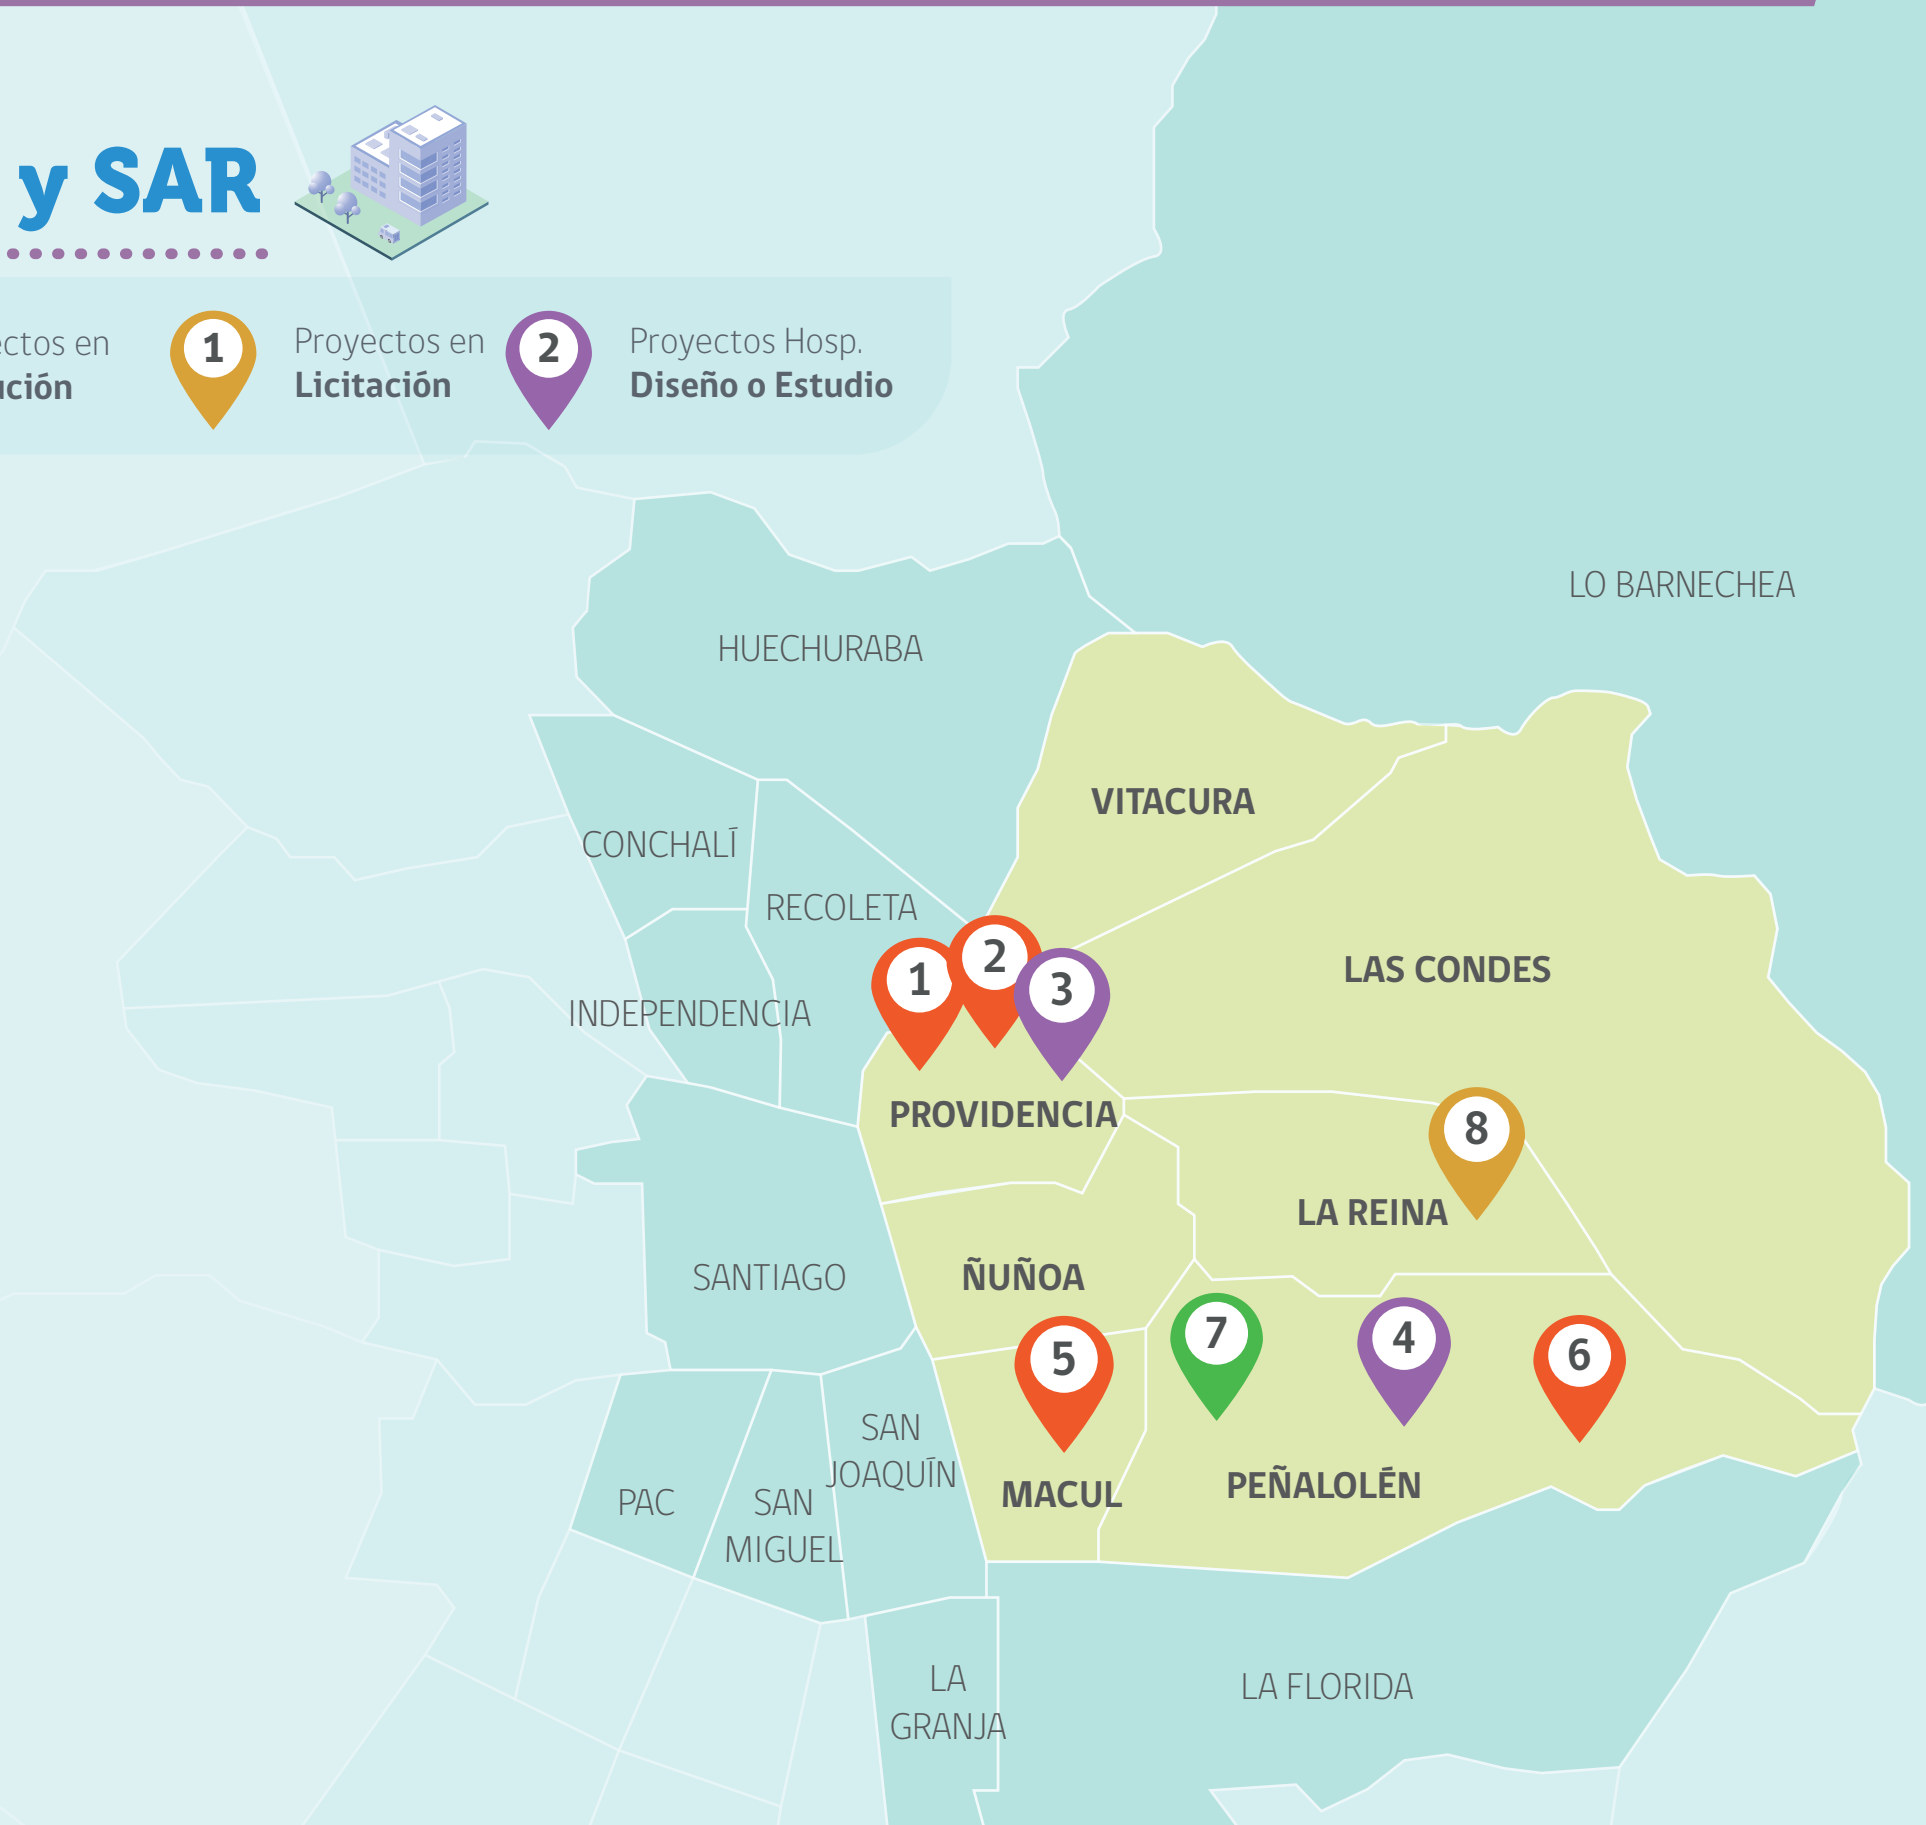 y SAR
ectos en
ución
1
Proyectos en
Licitación
2
Proyectos Hosp.
Diseño o Estudio
LO BARNECHEA
HUECHURABA
VITACURA
CONCHALÍ
RECOLETA
LAS CONDES
1
2
3
INDEPENDENCIA
PROVIDENCIA
8
LA REINA
SANTIAGO
ÑUÑOA
5
7
4
6
SAN
JOAQUÍN
MACUL
PEÑALOLÉN
PAC
SAN
MIGUEL
LA
GRANJA
LA FLORIDA